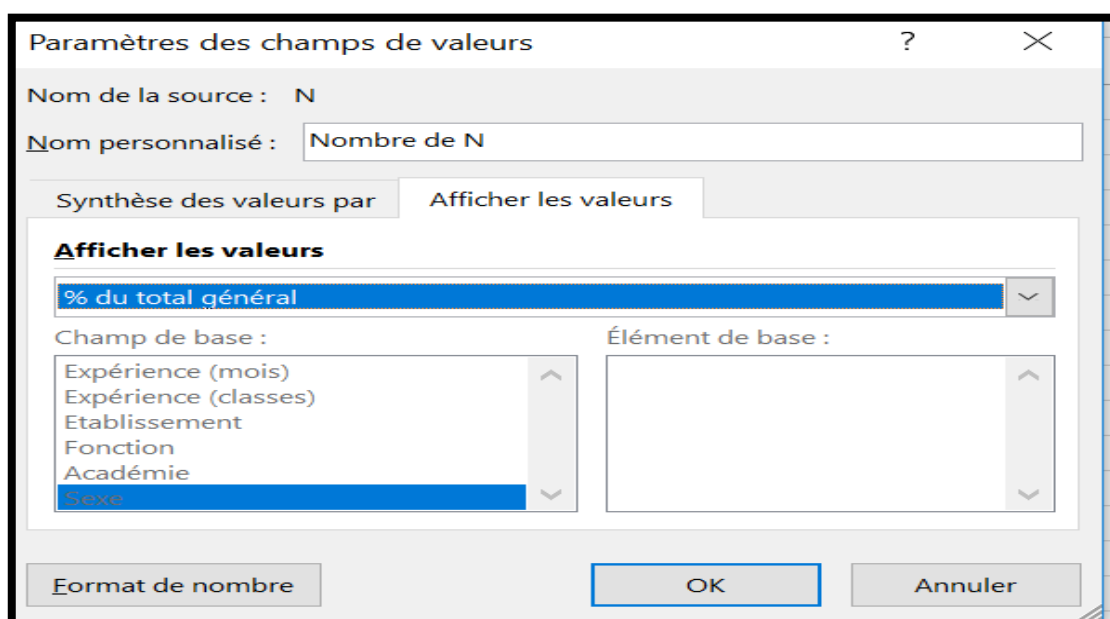 Paramètres des champs de valeurs ?
Nom de la source : N
Nom personnalisé : Nombre de N
Synthèse des valeurs par Afficher les valeurs
Afficher les valeurs
% du total général
Champ de base : Élément de base :
Expérience (mois)
Expérience (classes)
Etablissement
Fonction
Académie
Sexe
Format de nombre OK Annuler